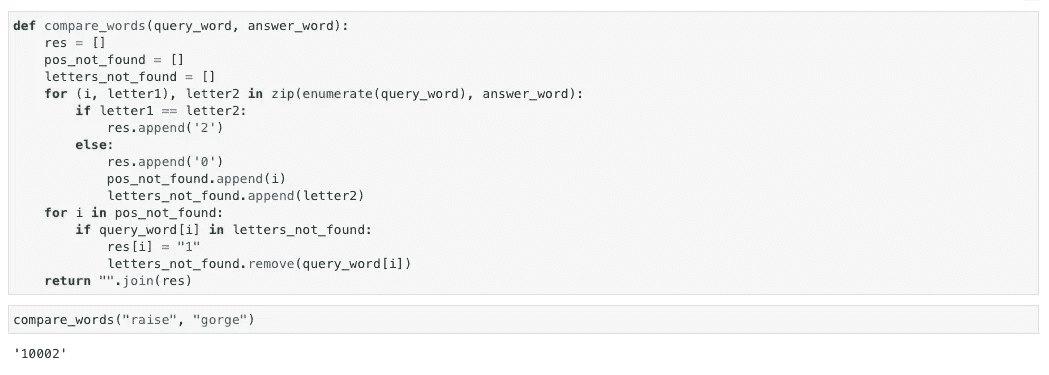 def compare_words(query_word, answer_word):
    res = []
    pos_not_found = []
    letters_not_found = []
    for (i, letter1), letter2 in zip(enumerate(query_word), answer_word):
        if letter1 == letter2:
            res.append('2')
        else:
            res.append('0')
            pos_not_found.append(i)
            letters_not_found.append(letter2)
    for i in pos_not_found:
        if query_word[i] in letters_not_found:
            res[i] = "1"
            letters_not_found.remove(query_word[i])
    return "".join(res)
compare_words("raise", "gorge")
'10002'